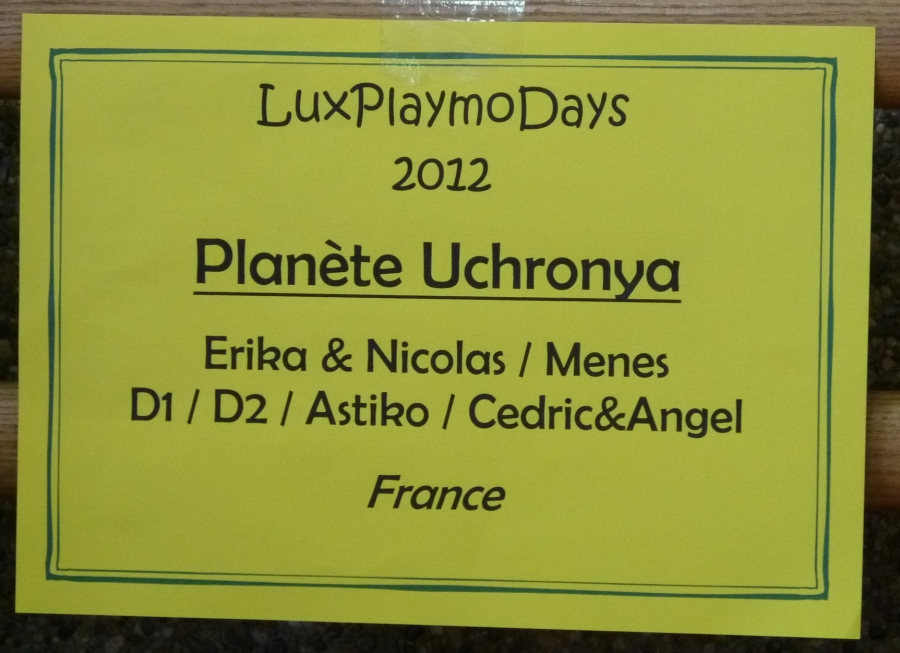 LuxPlaymoDays
2012
Planète Uchronya
Erika & Nicolas / Menes
D1 / D2 / Astiko / Cedric&Angel
France